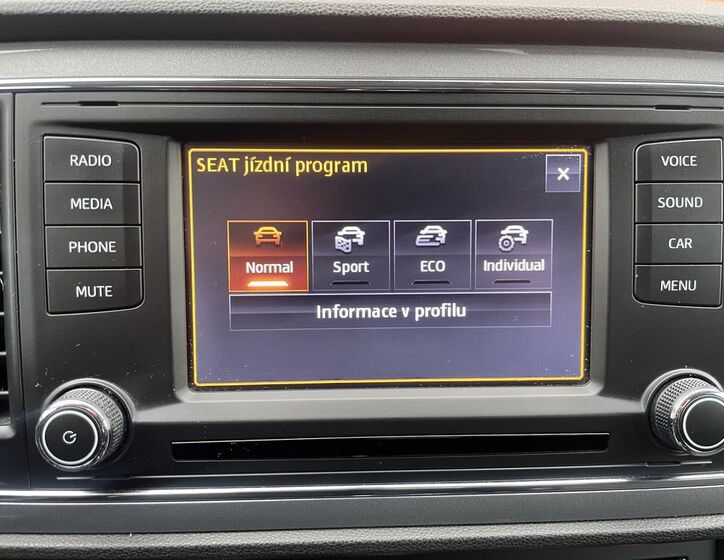 RADIO
MEDIA
PHONE
MUTE
SEAT jízdní program
Normal Sport ECO Individual
Informace v profilu
VOICE
SOUND
CAR
MENU